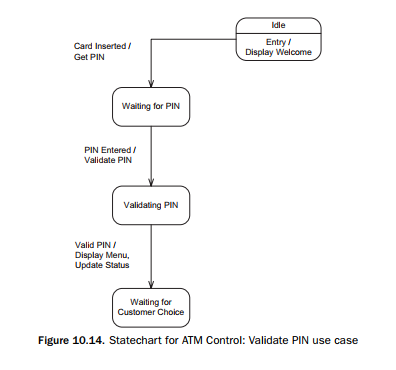 Idle
Entry /
Display Welcome
Card Inserted /
Get PIN
Waiting for PIN
PIN Entered /
Validate PIN
Validating PIN
Valid PIN /
Display Menu,
Update Status
Waiting for
Customer Choice
Figure 10.14. Statechart for ATM Control: Validate PIN use case